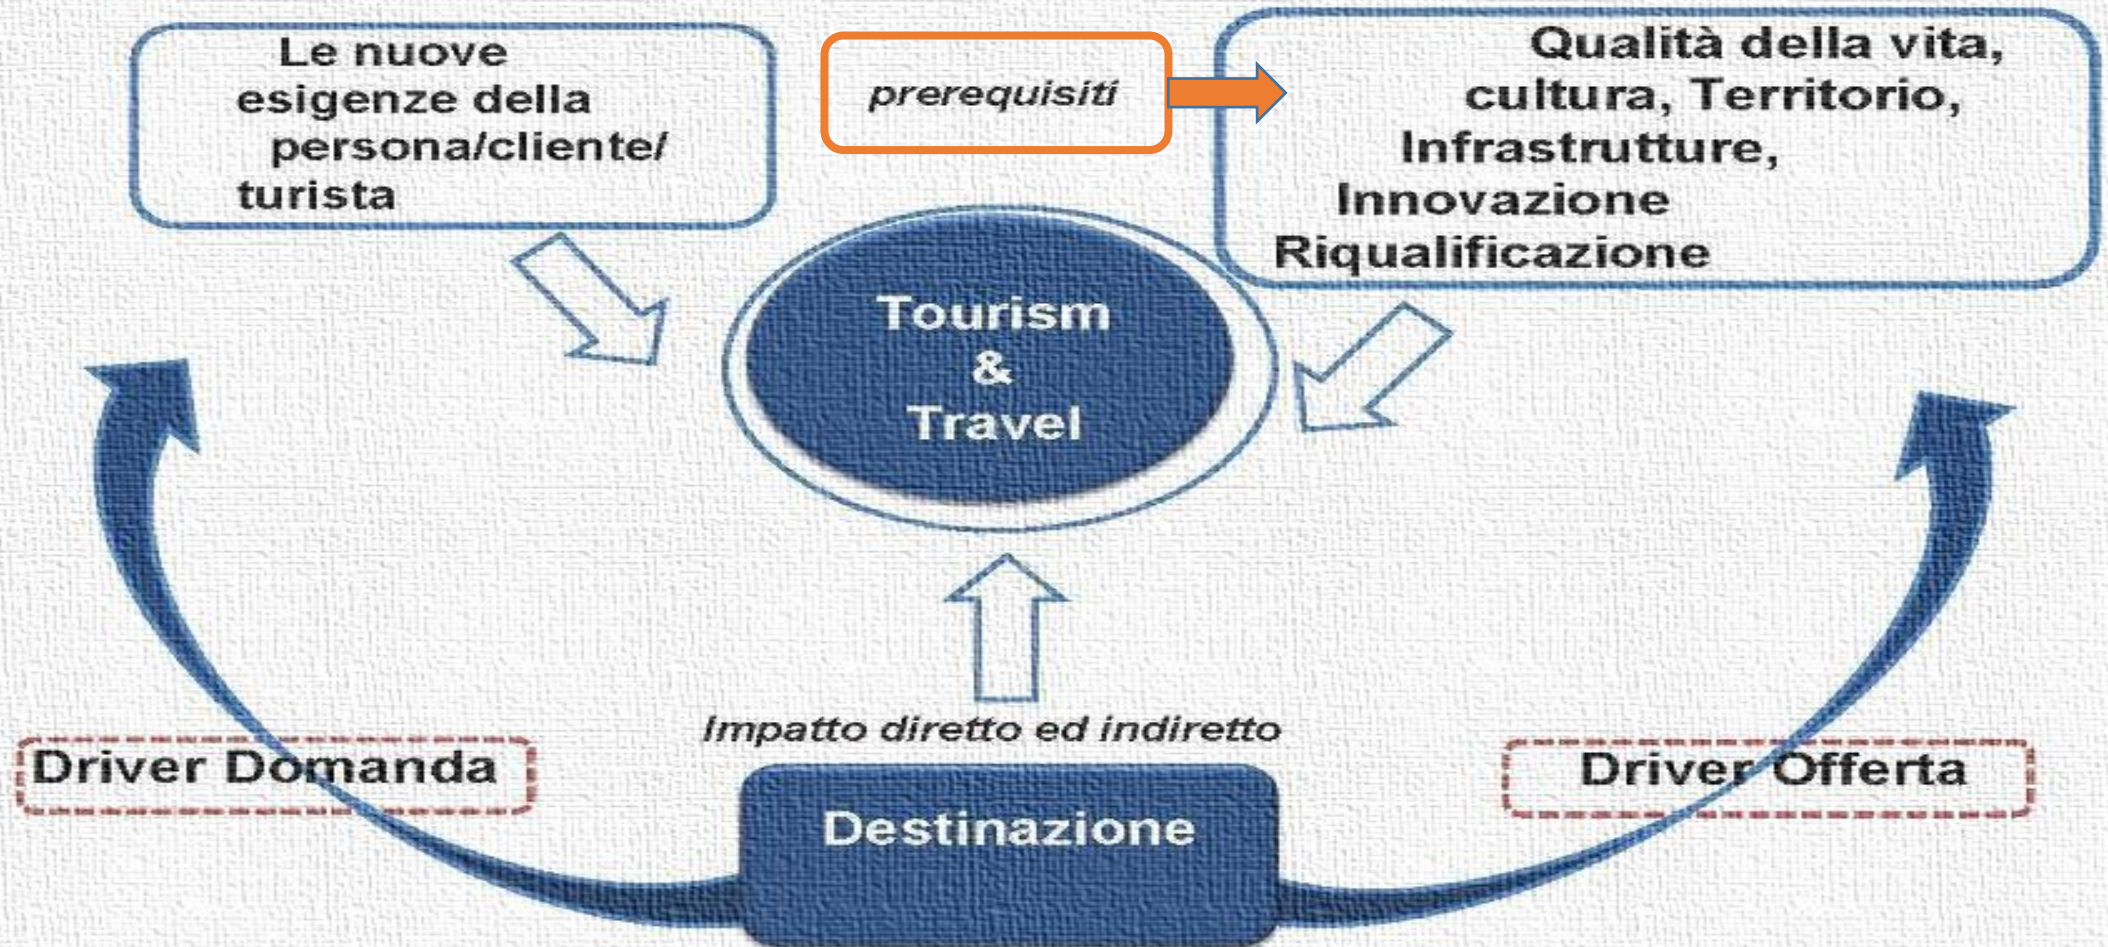 Le nuove
esigenze della
persona/cliente/
turista
prerequisiti
Qualità della vita,
cultura, Territorio,
Infrastrutture,
Innovazione
Riqualificazione
Tourism
&
Travel
Impatto diretto ed indiretto
Driver Domanda
Driver Offerta
Destinazione